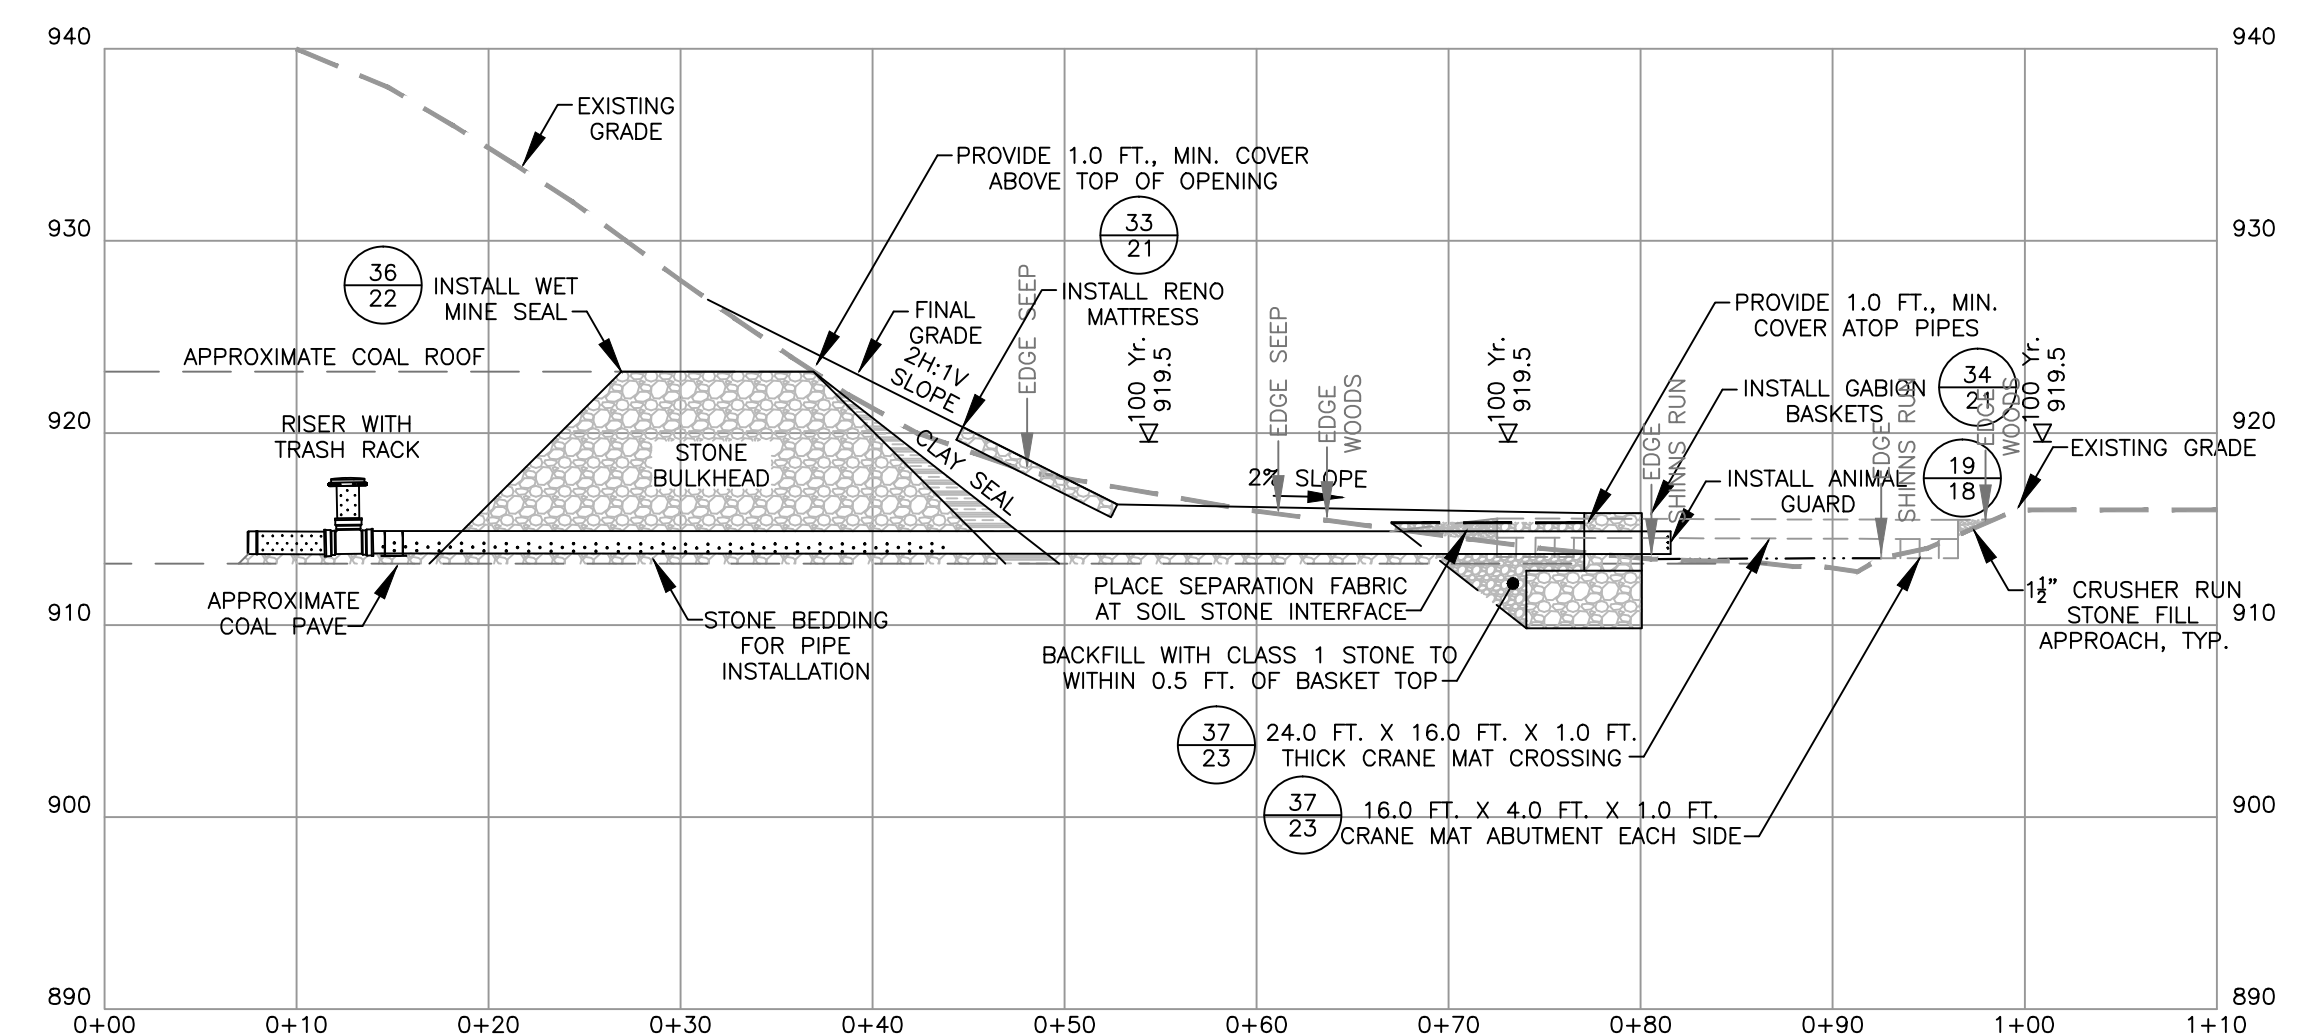 940
940
EXISTING
GRADE
PROVIDE 1.0 FT., MIN. COVER
ABOVE TOP OF OPENING
33
21
930
930
36
22
INSTALL WET
MINE SEAL
EDGE SEEP
INSTALL RENO
MATTRESS
FINAL
GRADE
2H:1V
SLOPE
EDGE SEEP
100 Yr.
919.5
EDGE
WOODS
100 Yr.
919.5
PROVIDE 1.0 FT., MIN.
COVER ATOP PIPES
APPROXIMATE COAL ROOF
INSTALL GABION
BASKETS
34
21
100 Yr.
919.5
EDGE
SHINNS RUN
EDGE
SHINNS RUN
EDGE
WOODS
920
920
RISER WITH
TRASH RACK
STONE
BULKHEAD
CLAY SEAL
2% SLOPE
INSTALL ANIMAL
GUARD
19
18
EXISTING GRADE
APPROXIMATE
COAL PAVE
STONE BEDDING
FOR PIPE
INSTALLATION
PLACE SEPARATION FABRIC
AT SOIL STONE INTERFACE
1½" CRUSHER RUN
STONE FILL
APPROACH, TYP.
910
910
BACKFILL WITH CLASS 1 STONE TO
WITHIN 0.5 FT. OF BASKET TOP
37
23
24.0 FT. X 16.0 FT. X 1.0 FT.
THICK CRANE MAT CROSSING
37
23
16.0 FT. X 4.0 FT. X 1.0 FT.
CRANE MAT ABUTMENT EACH SIDE
900
900
890
890
0+00 0+10 0+20 0+30 0+40 0+50 0+60 0+70 0+80 0+90 1+00 1+10